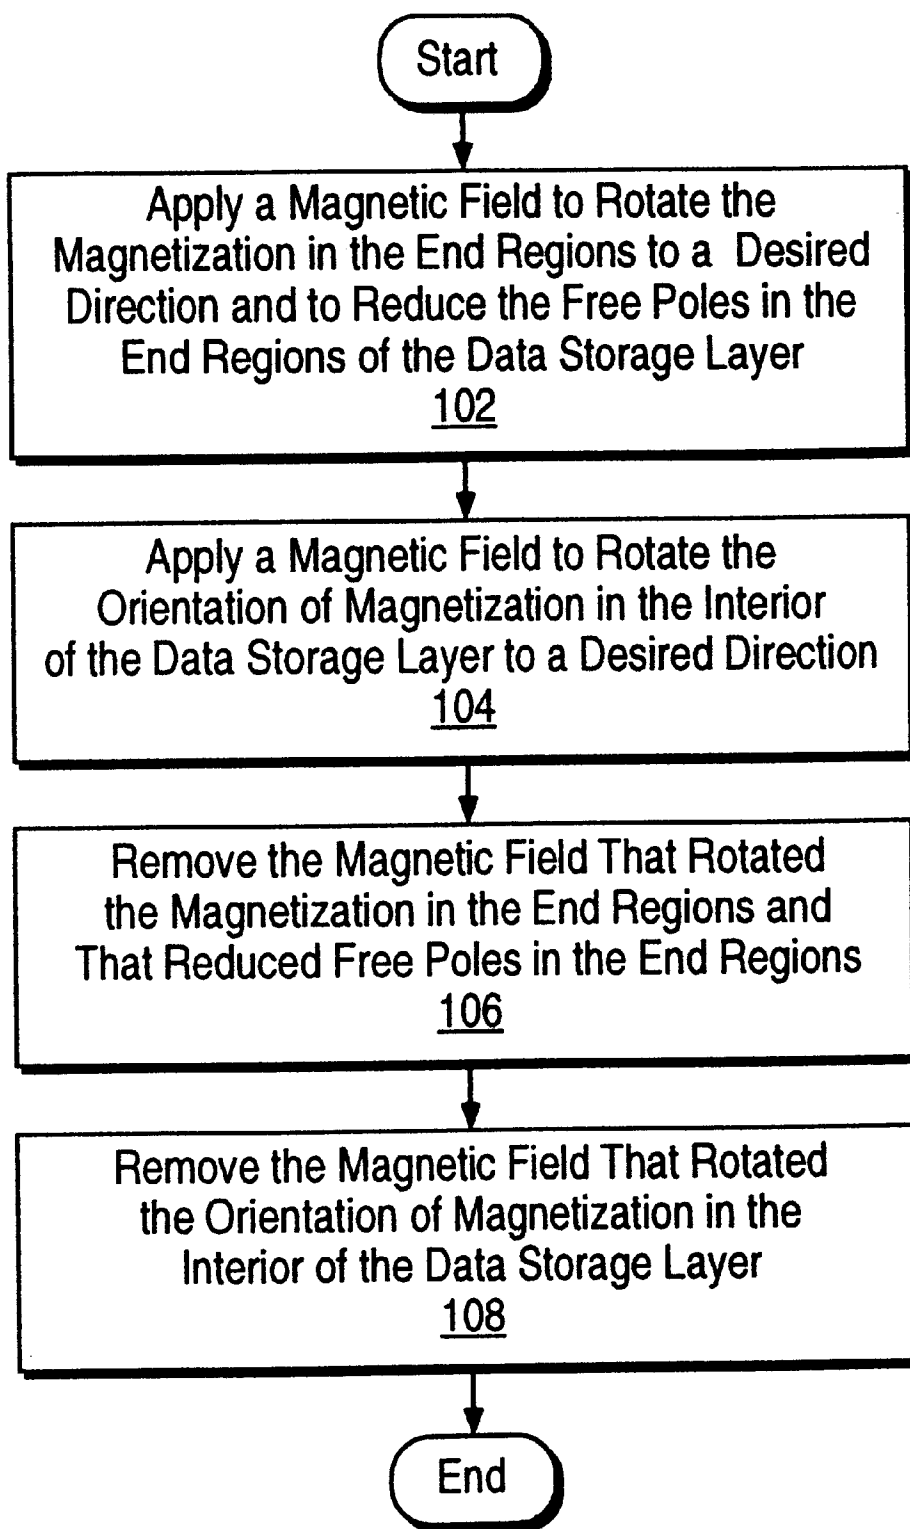 Start
Apply a Magnetic Field to Rotate the
Magnetization in the End Regions to a Desired
Direction and to Reduce the Free Poles in the
End Regions of the Data Storage Layer
102
Apply a Magnetic Field to Rotate the
Orientation of Magnetization in the Interior
of the Data Storage Layer to a Desired Direction
104
Remove the Magnetic Field That Rotated
the Magnetization in the End Regions and
That Reduced Free Poles in the End Regions
106
Remove the Magnetic Field That Rotated
the Orientation of Magnetization in the
Interior of the Data Storage Layer
108
End